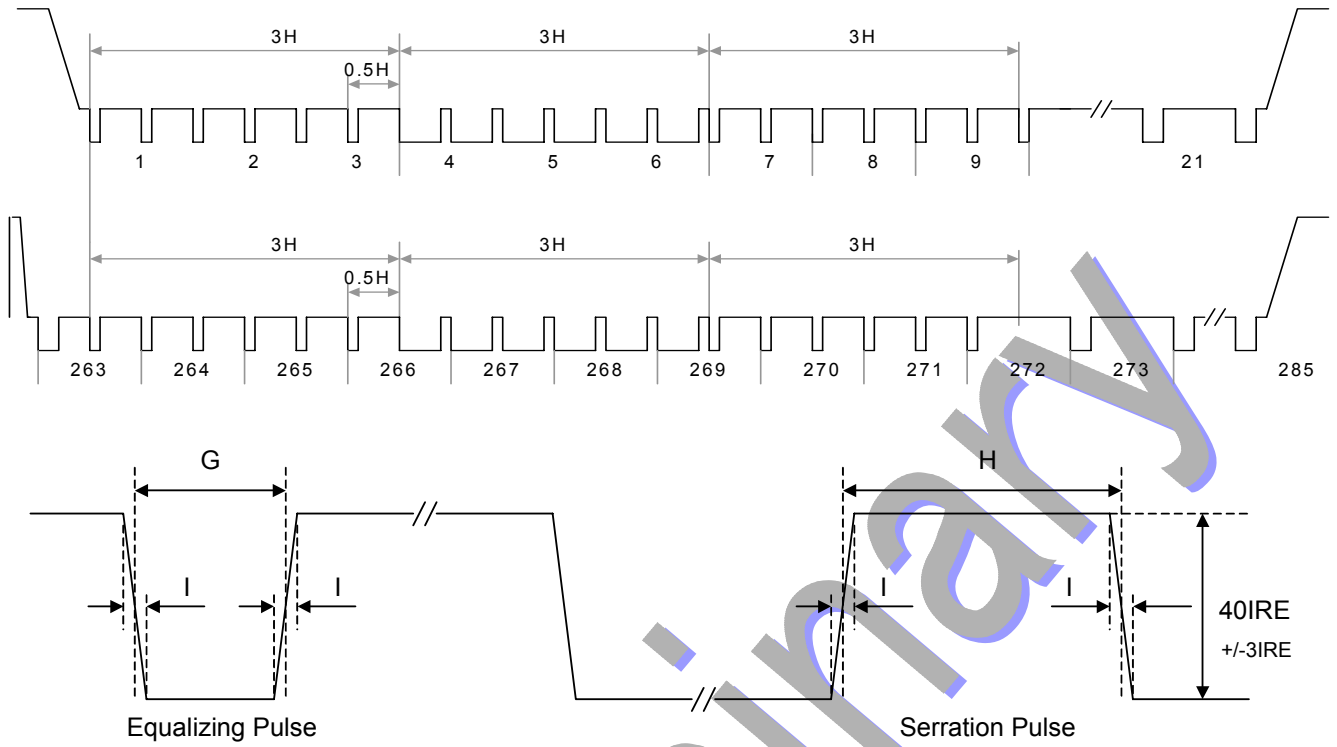 3H 3H 3H
0.5H
1 2 3 4 5 6 7 8 9 21
3H 3H 3H
0.5H
263 264 265 266 267 268 269 270 271 272 273 285
G H
I I I I
40IRE
+/-3IRE
Equalizing Pulse Serration Pulse
inary